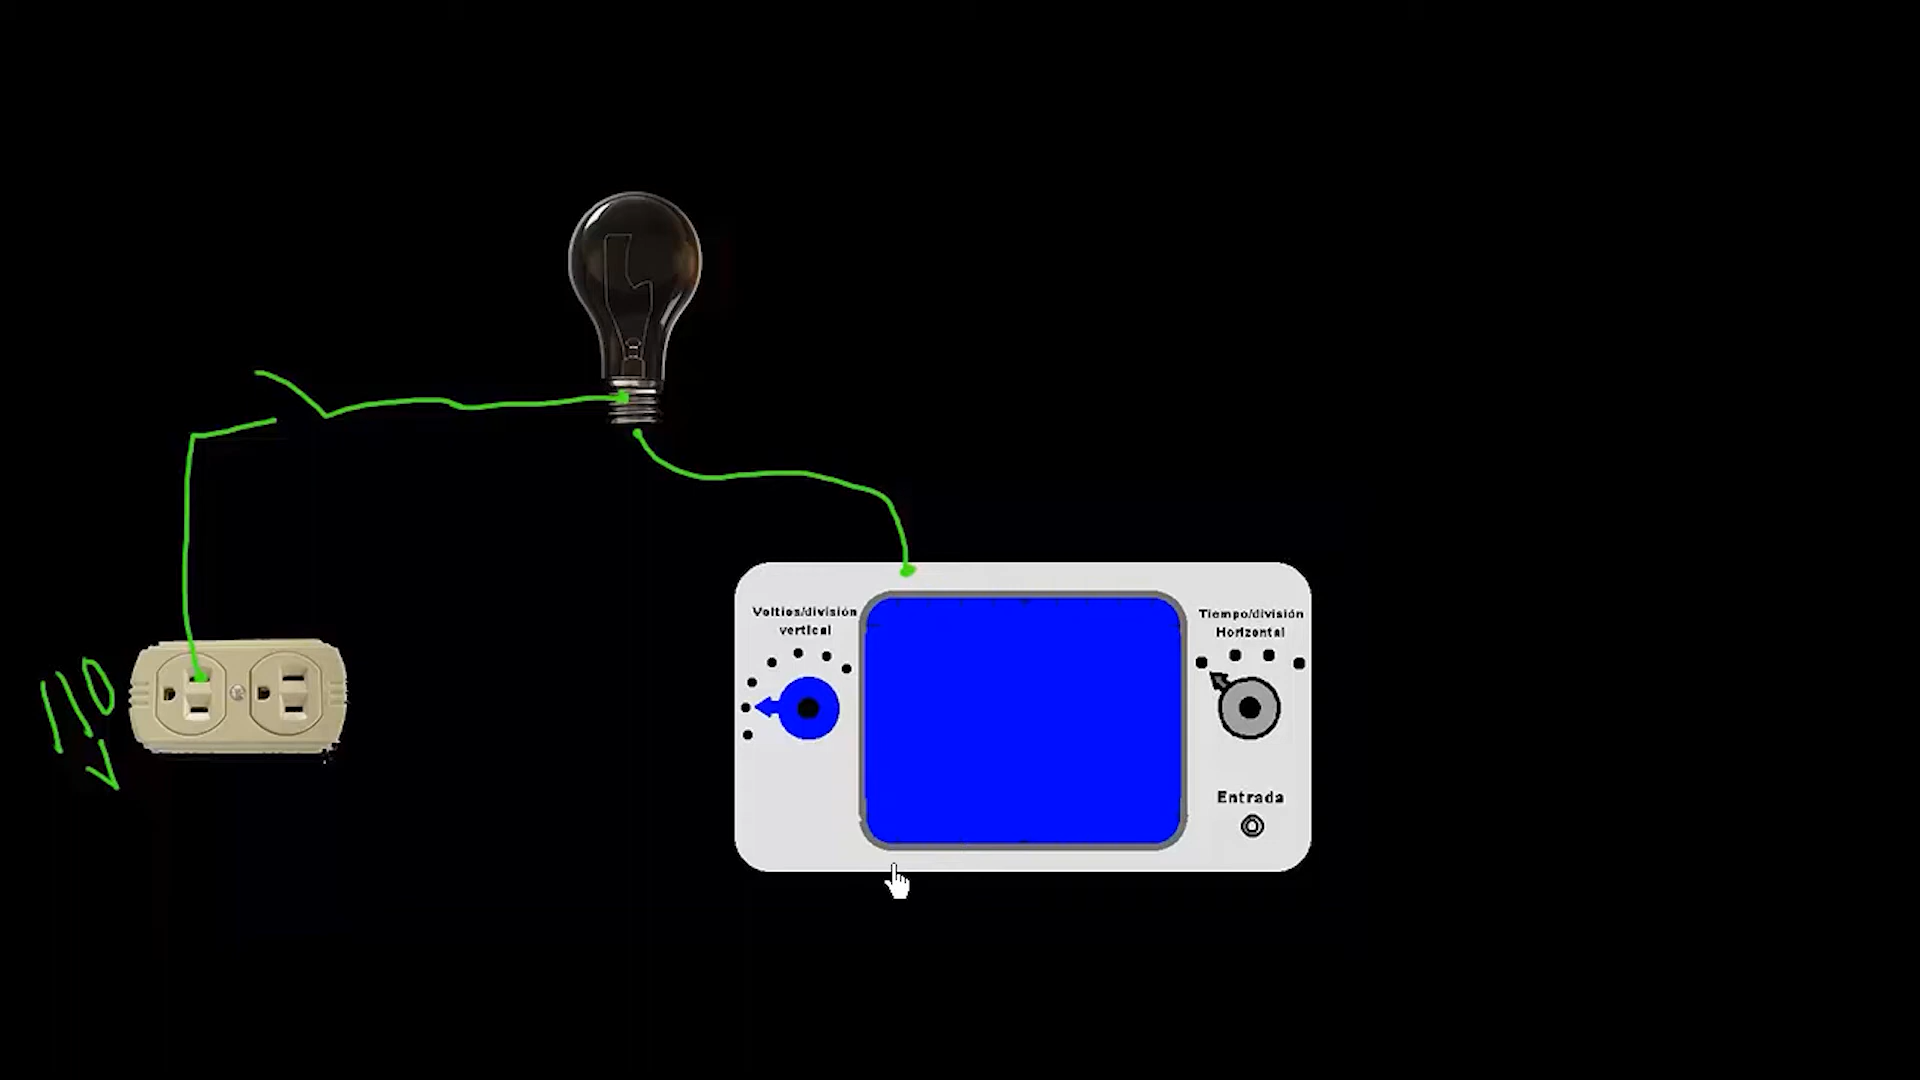 Voltios/división
vertical
Tiempo/división
Horizontal
110
V
Entrada